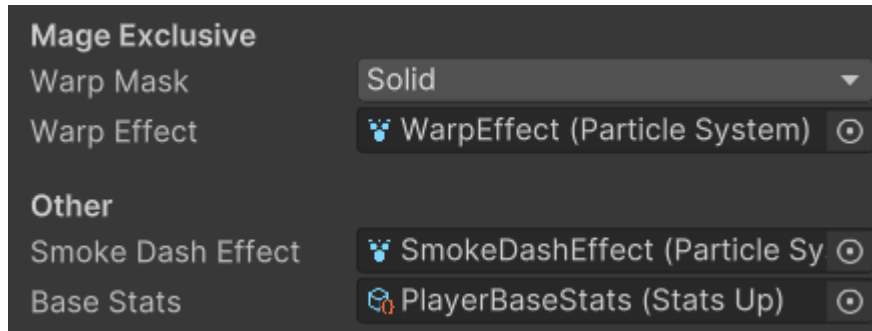 Mage Exclusive
Warp Mask Solid
Warp Effect WarpEffect (Particle System)
Other
Smoke Dash Effect SmokeDashEffect (Particle Sy
Base Stats PlayerBaseStats (Stats Up)